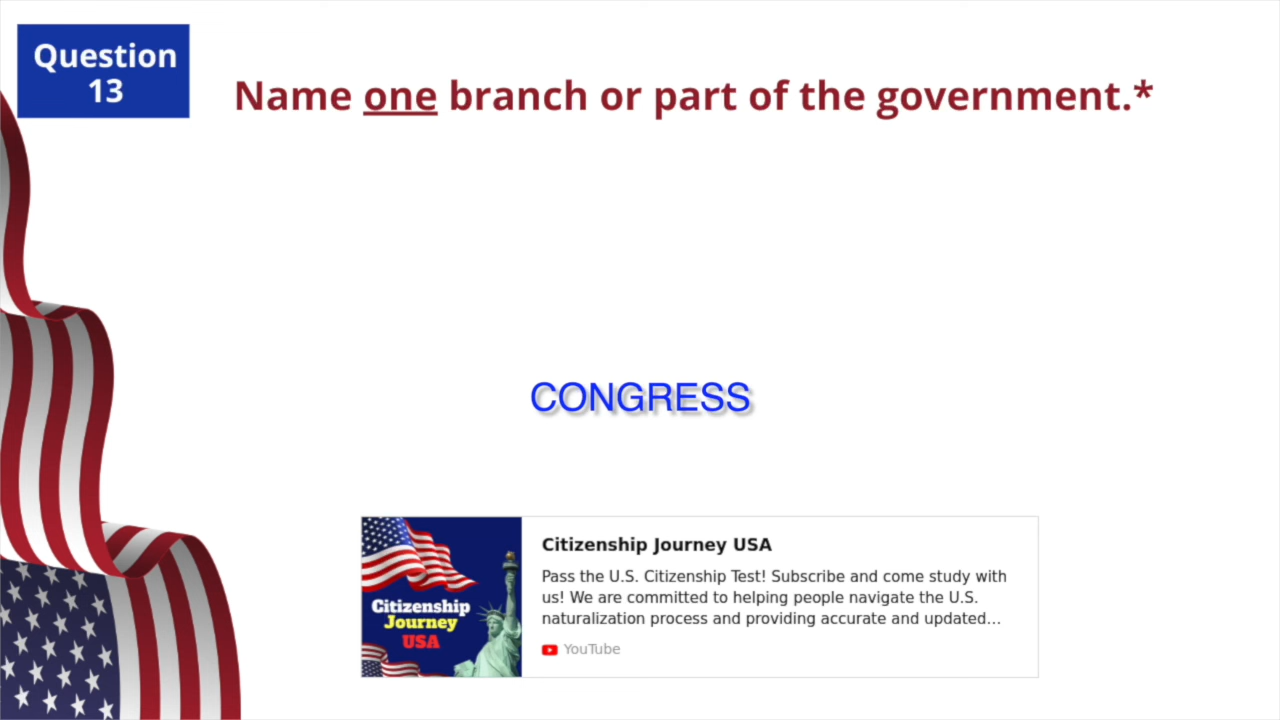 Question
13
Name one branch or part of the government.*
CONGRESS
Citizenship Journey USA
Pass the U.S. Citizenship Test! Subscribe and come study with
us! We are committed to helping people navigate the U.S.
naturalization process and providing accurate and updated...
YouTube
Citizenship
Journey
USA